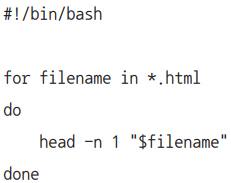 #!/bin/bash

for filename in *.html
do
    head -n 1 "$filename"
done